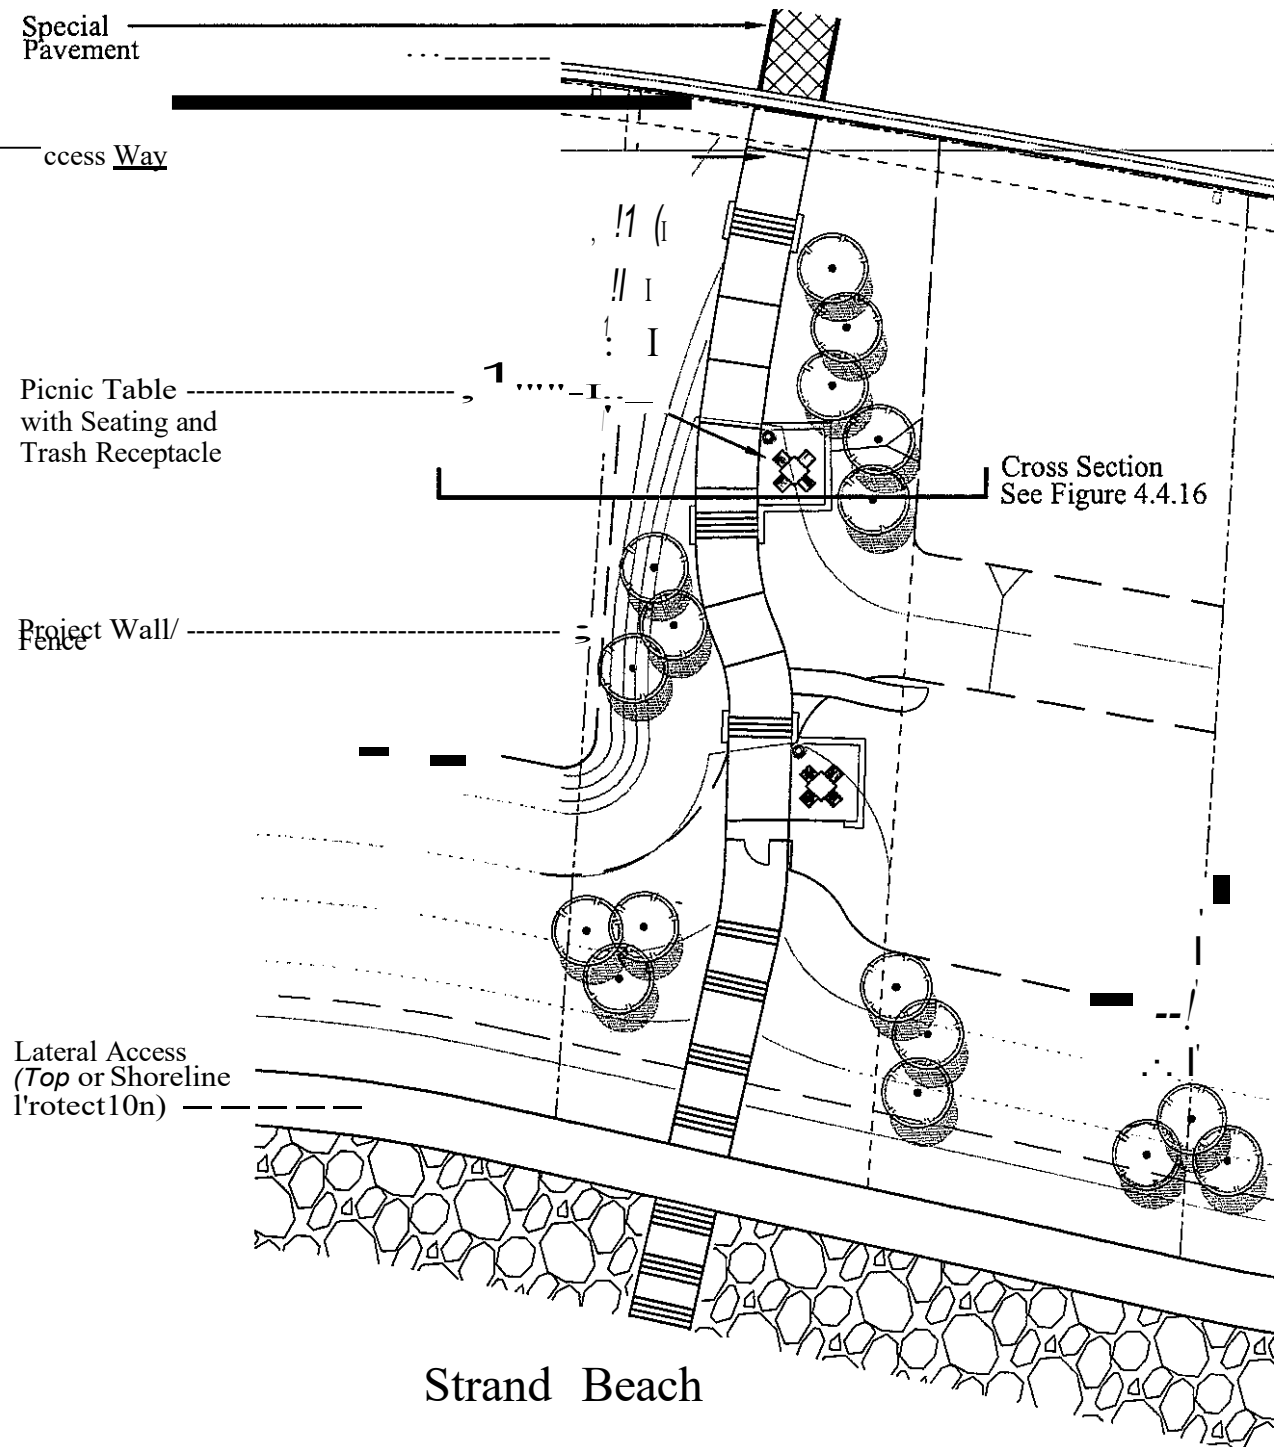 Special
Pavement
ccess Way
Picnic Table
with Seating and
Trash Receptacle
Cross Section
See Figure 4.4.16
Project Wall/
Fence
Lateral Access
(Top or Shoreline
l'rotect10n)
Strand Beach